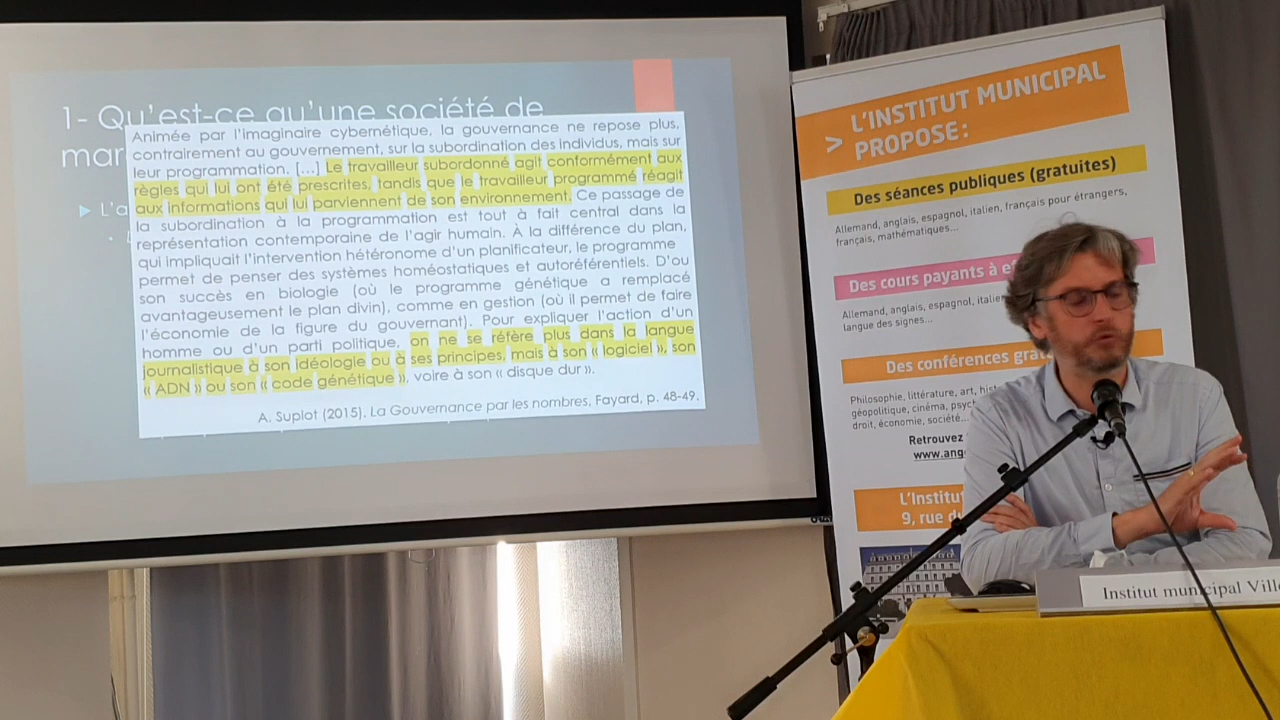 1- Qu'est-ce qu'une société de
mar
L'a
Animée par l'imaginaire cybernétique, la gouvernance ne repose plus,
contrairement au gouvernement, sur la subordination des individus, mais sur
leur programmation. [...] Le travailleur subordonné agit conformément aux
règles qui lui ont été prescrites, tandis que le travailleur programmé réagit
aux informations qui lui parviennent de son environnement. Ce passage de
la subordination à la programmation est tout à fait central dans la
représentation contemporaine de l'agir humain. À la différence du plan,
qui impliquait l'intervention hétéronome d'un planificateur, le programme
permet de penser des systèmes homéostatiques et autoréférentiels. D'ou
son succès en biologie (où le programme génétique a remplacé
avantageusement le plan divin), comme en gestion (où il permet de faire
l'économie de la figure du gouvernant). Pour expliquer l'action d'un
homme ou d'un parti politique, on ne se réfère plus dans la langue
journalistique à son idéologie ou à ses principes, mais à son « logiciel », son
« ADN » ou son « code génétique », voire à son « disque dur ».
A. Supiot (2015), La Gouvernance par les nombres, Fayard, p. 48-49.
> L'INSTITUT MUNICIPAL
PROPOSE :
Des séances publiques (gratuites)
Allemand, anglais, espagnol, italien, français pour étrangers,
français, mathématiques...
Des cours payants à ef
Allemand, anglais, espagnol, italien
langue des signes...
Des conférences grat
Philosophie, littérature, art, hist
géopolitique, cinéma, psych
droit, économie, société...
Retrouvez
www.ang
L'Institut
9, rue du
Institut municipal Ville